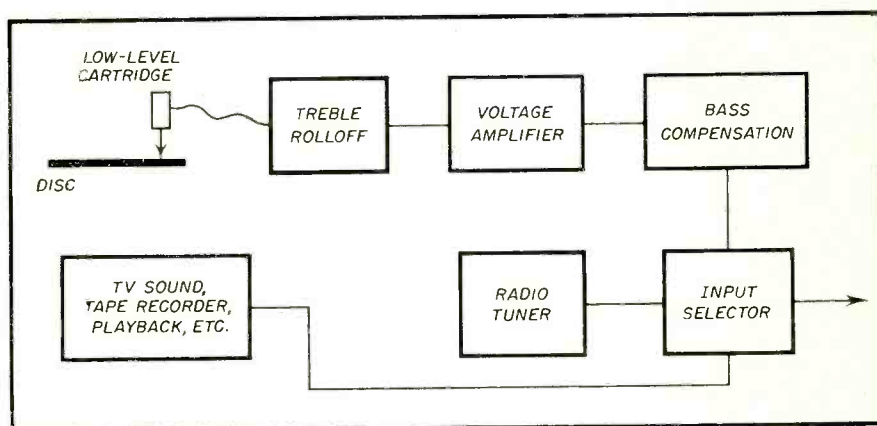 LOW-LEVEL
CARTRIDGE
DISC
TREBLE
ROLLOFF
VOLTAGE
AMPLIFIER
BASS
COMPENSATION
TV SOUND,
TAPE RECORDER,
PLAYBACK, ETC.
RADIO
TUNER
INPUT
SELECTOR